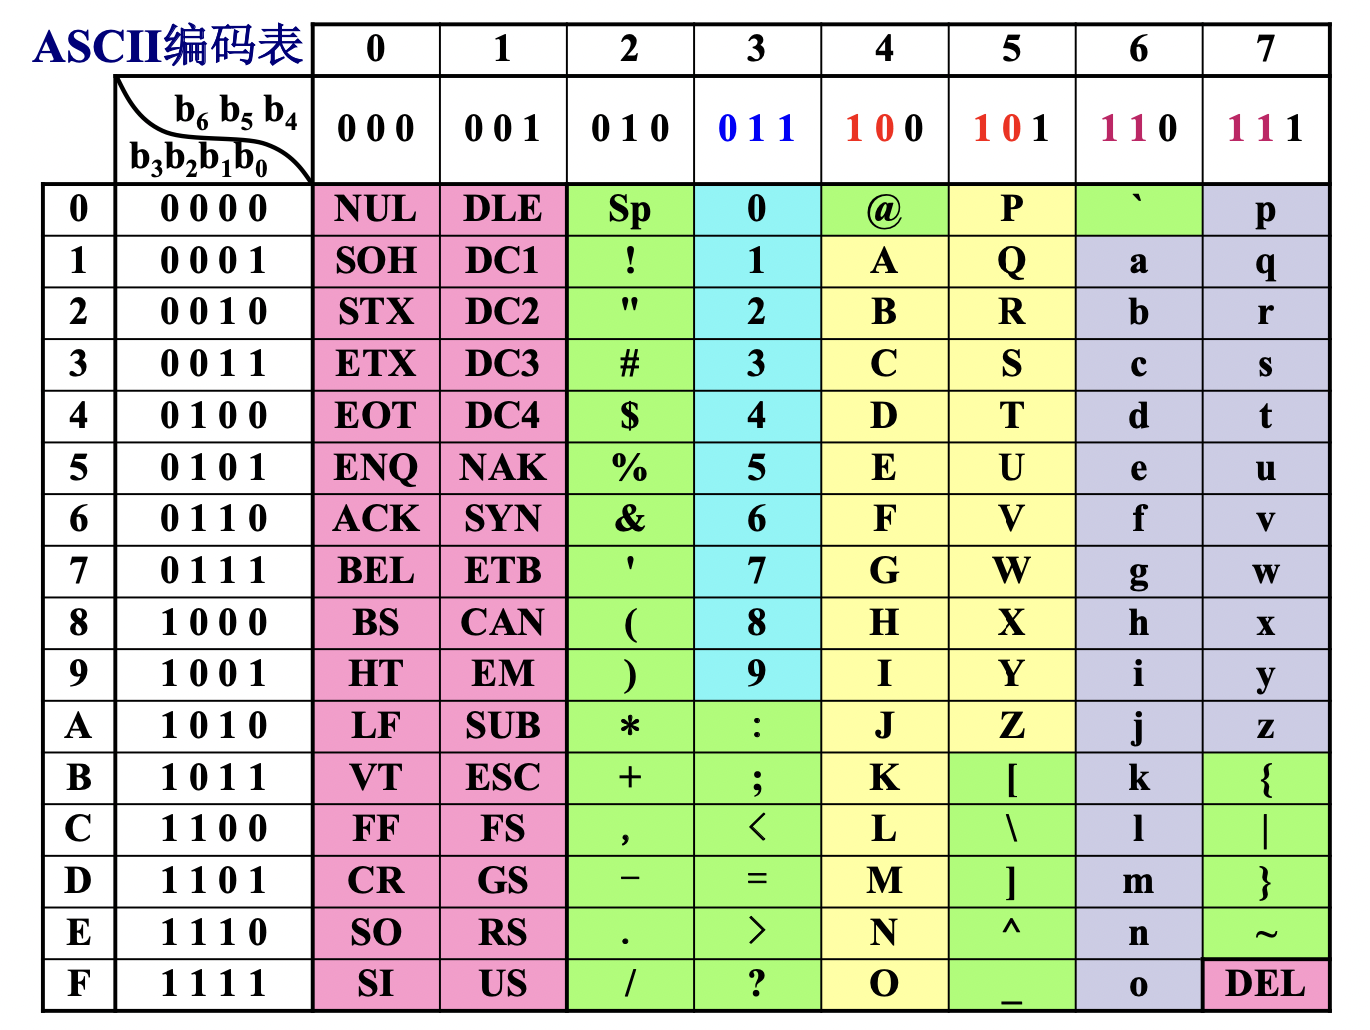 ASCII编码表 0 1 2 3 4 5 6 7
b6 b5 b4 0 0 0 0 0 1 0 1 0 0 1 1 1 0 0 1 0 1 1 1 0 1 1 1
b3b2b1b0
0 0 0 0 0 NUL DLE Sp 0 @ P ` p
1 0 0 0 1 SOH DC1 ! 1 A Q a q
2 0 0 1 0 STX DC2 " 2 B R b r
3 0 0 1 1 ETX DC3 # 3 C S c s
4 0 1 0 0 EOT DC4 $ 4 D T d t
5 0 1 0 1 ENQ NAK % 5 E U e u
6 0 1 1 0 ACK SYN & 6 F V f v
7 0 1 1 1 BEL ETB ' 7 G W g w
8 1 0 0 0 BS CAN ( 8 H X h x
9 1 0 0 1 HT EM ) 9 I Y i y
A 1 0 1 0 LF SUB * : J Z j z
B 1 0 1 1 VT ESC + ; K [ k {
C 1 1 0 0 FF FS , < L \ l |
D 1 1 0 1 CR GS − = M ] m }
E 1 1 1 0 SO RS . > N ^ n ~
F 1 1 1 1 SI US / ? O _ o DEL